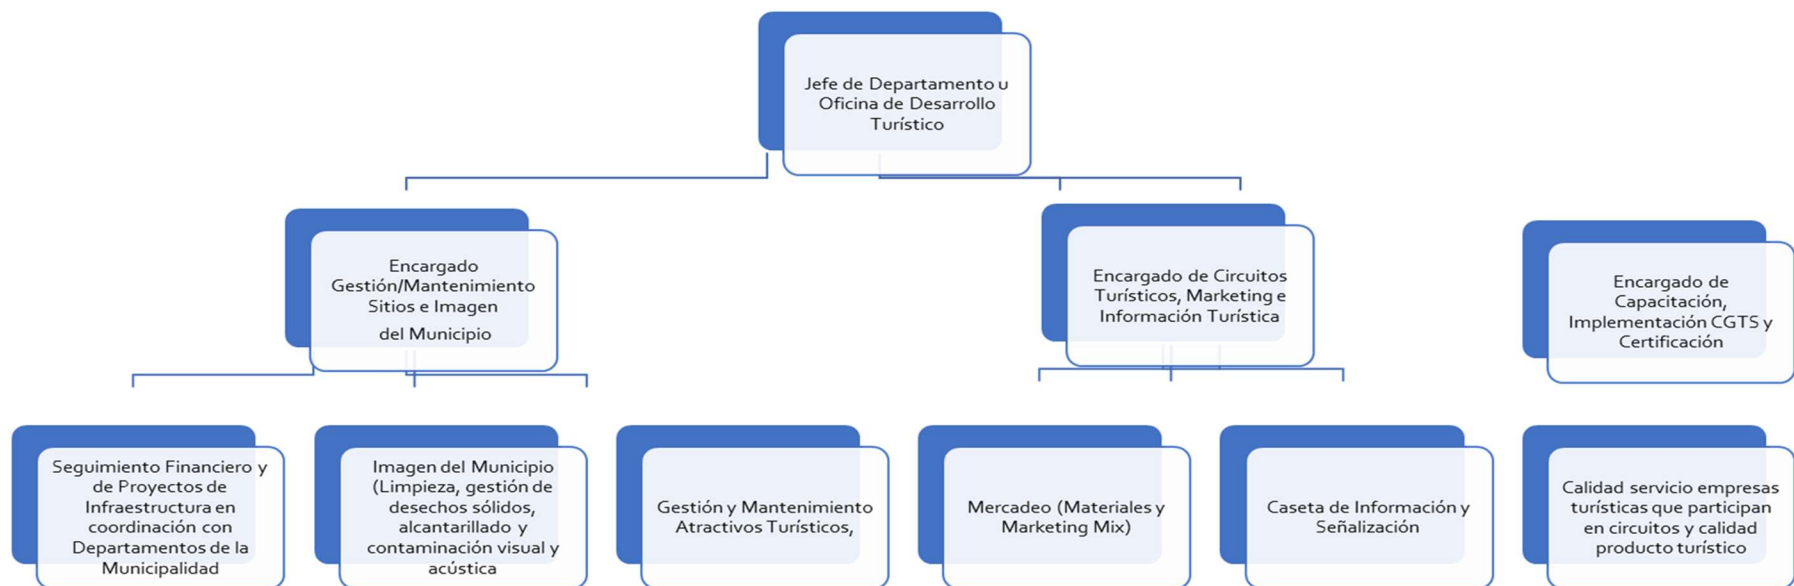 Jefe de Departamento u
Oficina de Desarrollo
Turístico
Encargado
Gestión/Mantenimiento
Sitios e Imagen
del Municipio
Encargado de Circuitos
Turísticos, Marketing e
Información Turística
Encargado de
Capacitación,
Implementación CGTS y
Certificación
Seguimiento Financiero y
de Proyectos de
Infraestructura en
coordinación con
Departamentos de la
Municipalidad
Imagen del Municipio
(Limpieza, gestión de
desechos sólidos,
alcantarillado y
contaminación visual y
acústica
Gestión y Mantenimiento
Atractivos Turísticos,
Mercadeo (Materiales y
Marketing Mix)
Caseta de Información y
Señalización
Calidad servicio empresas
turísticas que participan
en circuitos y calidad
producto turístico